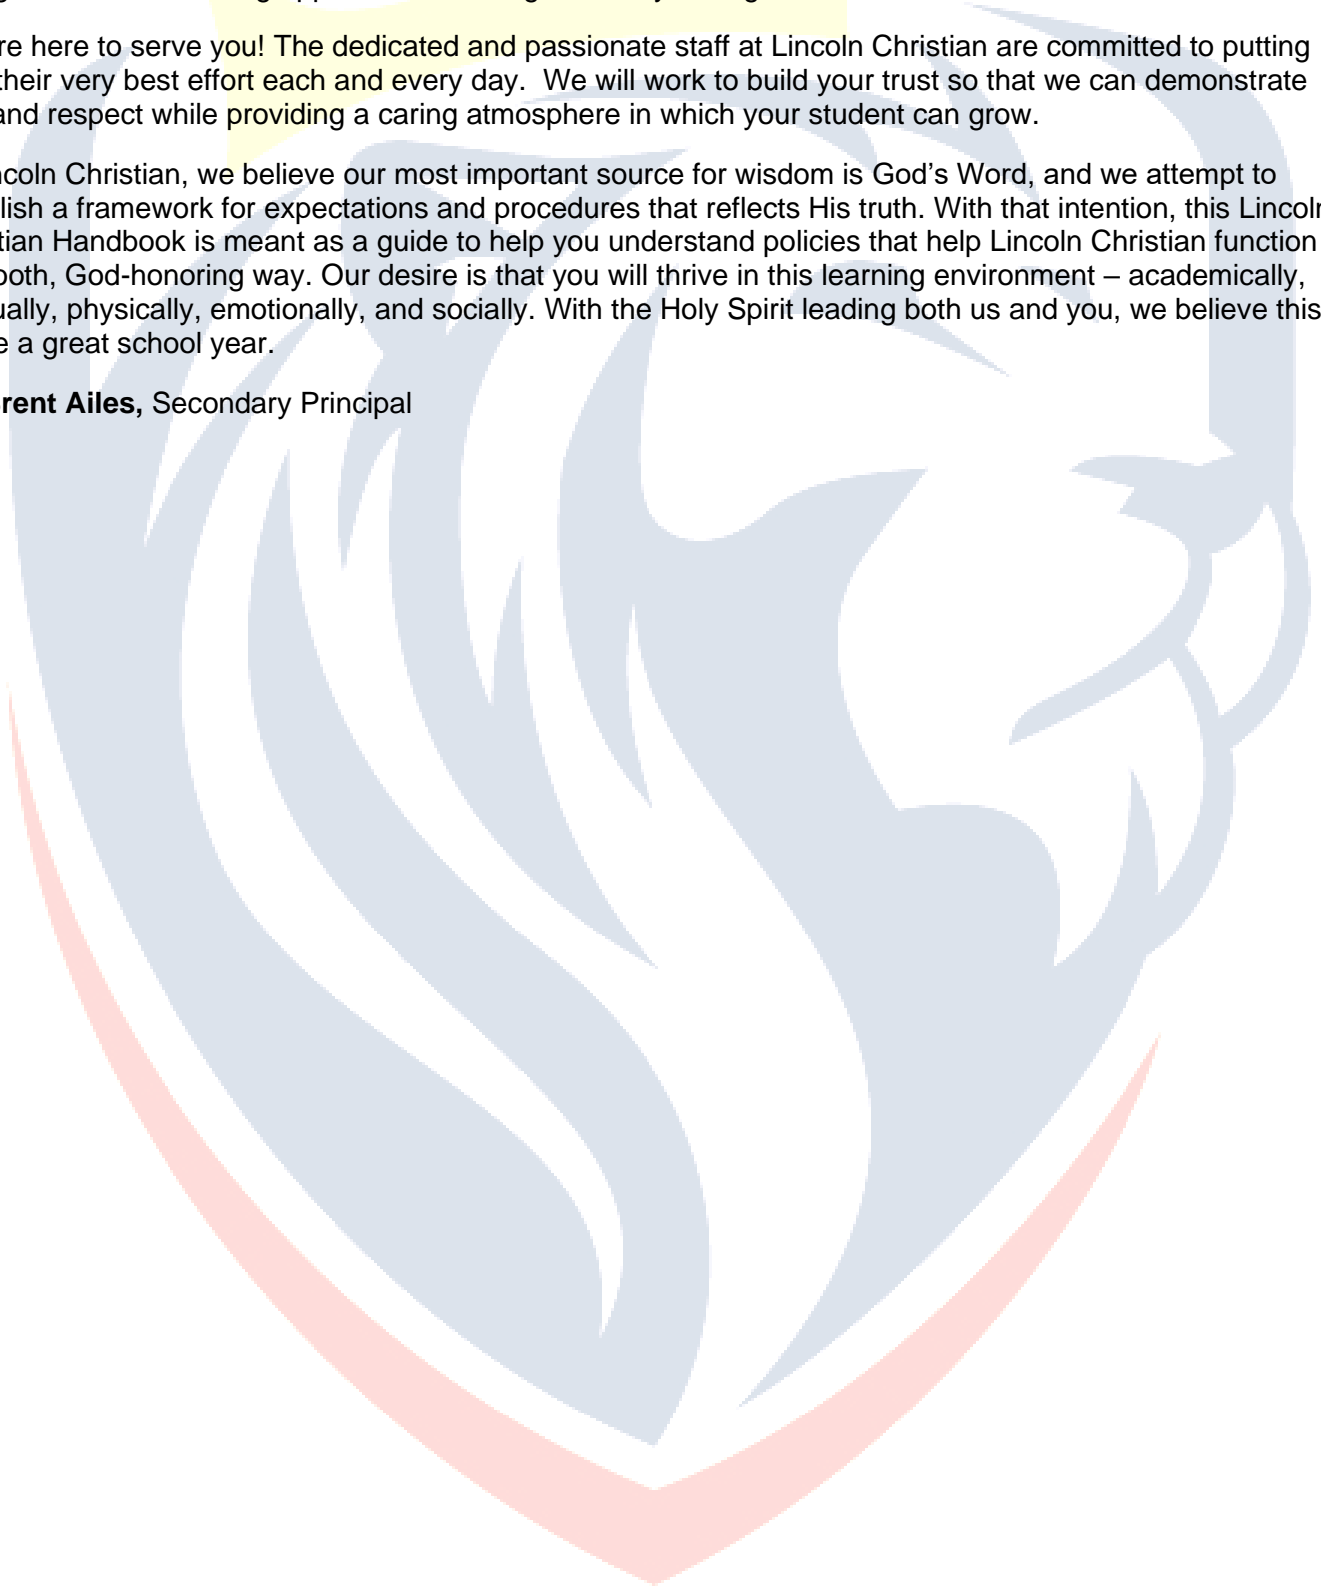 re here to serve you! The dedicated and passionate staff at Lincoln Christian are committed to putting
their very best effort each and every day.  We will work to build your trust so that we can demonstrate
and respect while providing a caring atmosphere in which your student can grow.
ncoln Christian, we believe our most important source for wisdom is God’s Word, and we attempt to
lish a framework for expectations and procedures that reflects His truth. With that intention, this Lincoln
tian Handbook is meant as a guide to help you understand policies that help Lincoln Christian function
ooth, God-honoring way. Our desire is that you will thrive in this learning environment – academically,
ually, physically, emotionally, and socially. With the Holy Spirit leading both us and you, we believe this
e a great school year.
rent Ailes, Secondary Principal